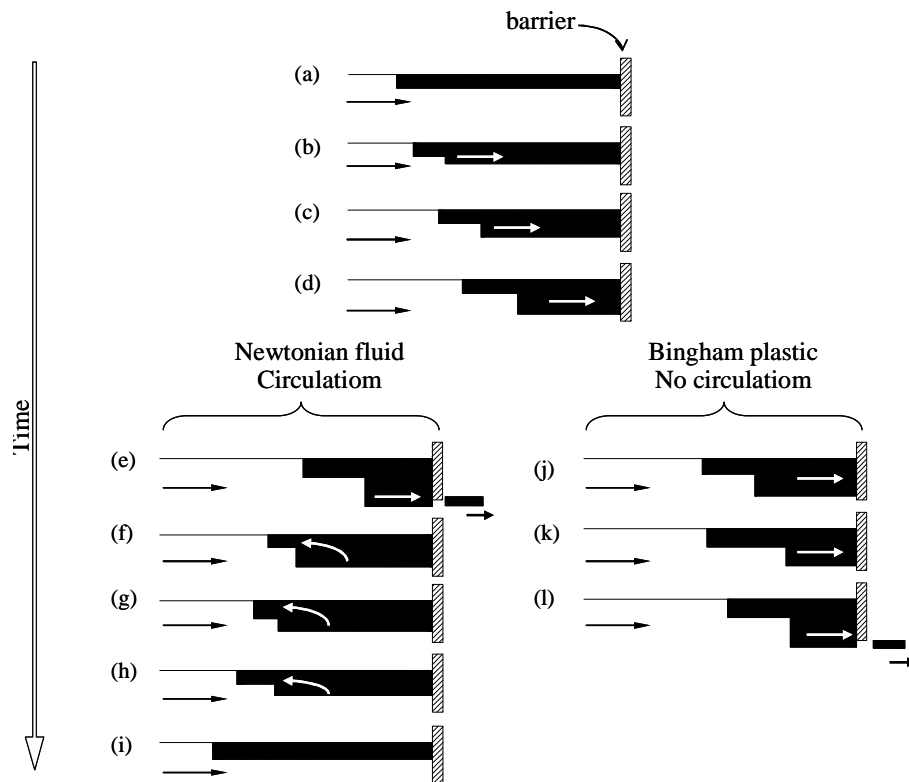 barrier
(a)
(b)
(c)
(d)
Time
Newtonian fluid
Circulatiom
(e)
(f)
(g)
(h)
(i)
Bingham plastic
No circulatiom
(j)
(k)
(l)